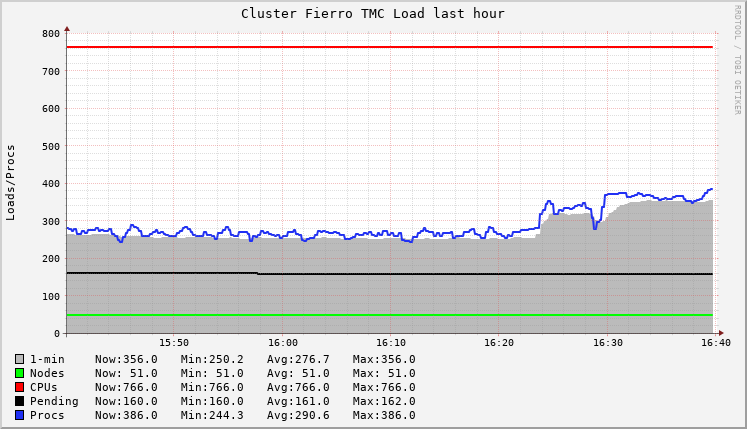 Cluster Fierro TMC Load last hour
RRDTOOL / TOBI OETIKER
Loads/Procs
800
700
600
500
400
300
200
100
0
15:50 16:00 16:10 16:20 16:30 16:40
1-min Now:356.0 Min:250.2 Avg:276.7 Max:356.0
Nodes Now: 51.0 Min: 51.0 Avg: 51.0 Max: 51.0
CPUs Now:766.0 Min:766.0 Avg:766.0 Max:766.0
Pending Now:160.0 Min:160.0 Avg:161.0 Max:162.0
Procs Now:386.0 Min:244.3 Avg:290.6 Max:386.0